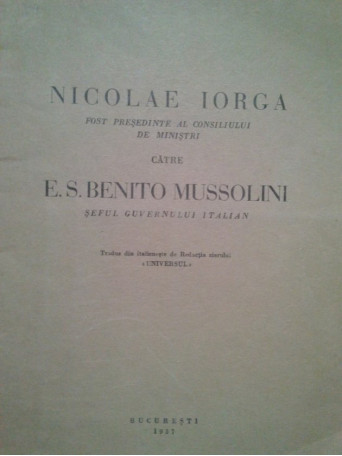 NICOLAE IORGA
FOST PREȘEDINTE AL CONSILIULUI
DE MINIȘTRI
CĂTRE
E. S. BENITO MUSSOLINI
ȘEFUL GUVERNULUI ITALIAN
Tradus din italienește de Redacția ziarului
«UNIVERSUL»
BUCUREȘTI
1937